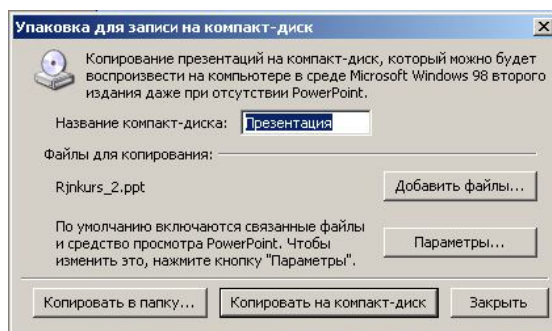 Упаковка для записи на компакт-диск
Копирование презентаций на компакт-диск, который можно будет
воспроизвести на компьютере в среде Microsoft Windows 98 второго
издания даже при отсутствии PowerPoint.
Название компакт-диска: Презентация
Файлы для копирования:
Rjnkurs_2.ppt
Добавить файлы...
По умолчанию включаются связанные файлы
и средство просмотра PowerPoint. Чтобы
изменить это, нажмите кнопку "Параметры".
Параметры...
Копировать в папку... Копировать на компакт-диск Закрыть